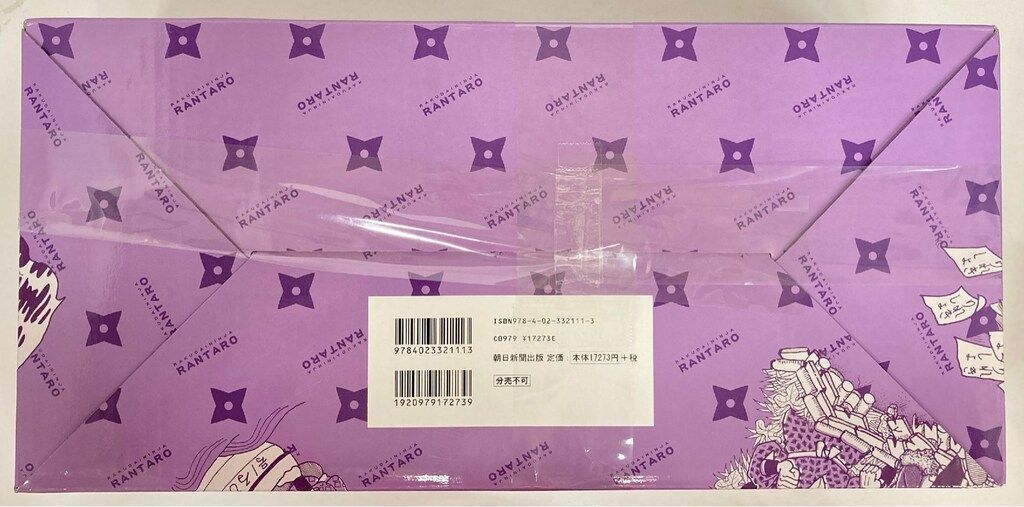 RAKUDAININJA
RANTARO
ISBN978-4-02-332111-3
C0979 ¥17273E
9784023321113
朝日新聞出版 定価:本体17273円+税
分売不可
1920979172739